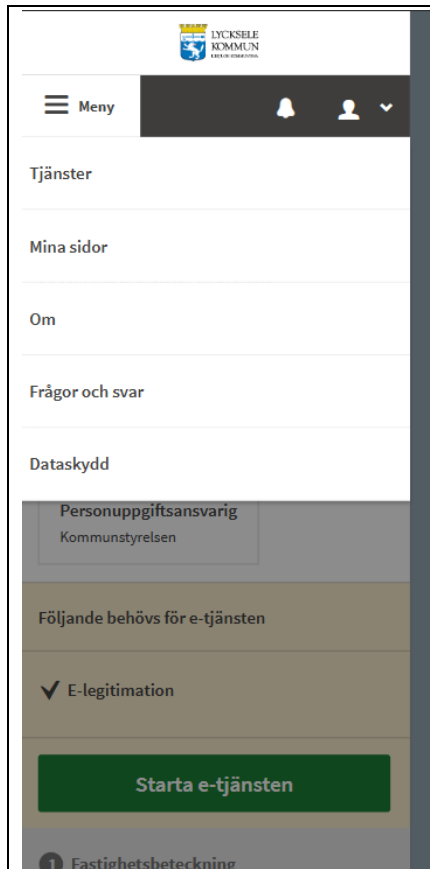 LYCKSELE
KOMMUN
Meny
Tjänster
Mina sidor
Om
Frågor och svar
Dataskydd
Personuppgiftsansvarig
Kommunstyrelsen
Följande behövs för e-tjänsten
E-legitimation
Starta e-tjänsten
1 Fastighetsbeteckning